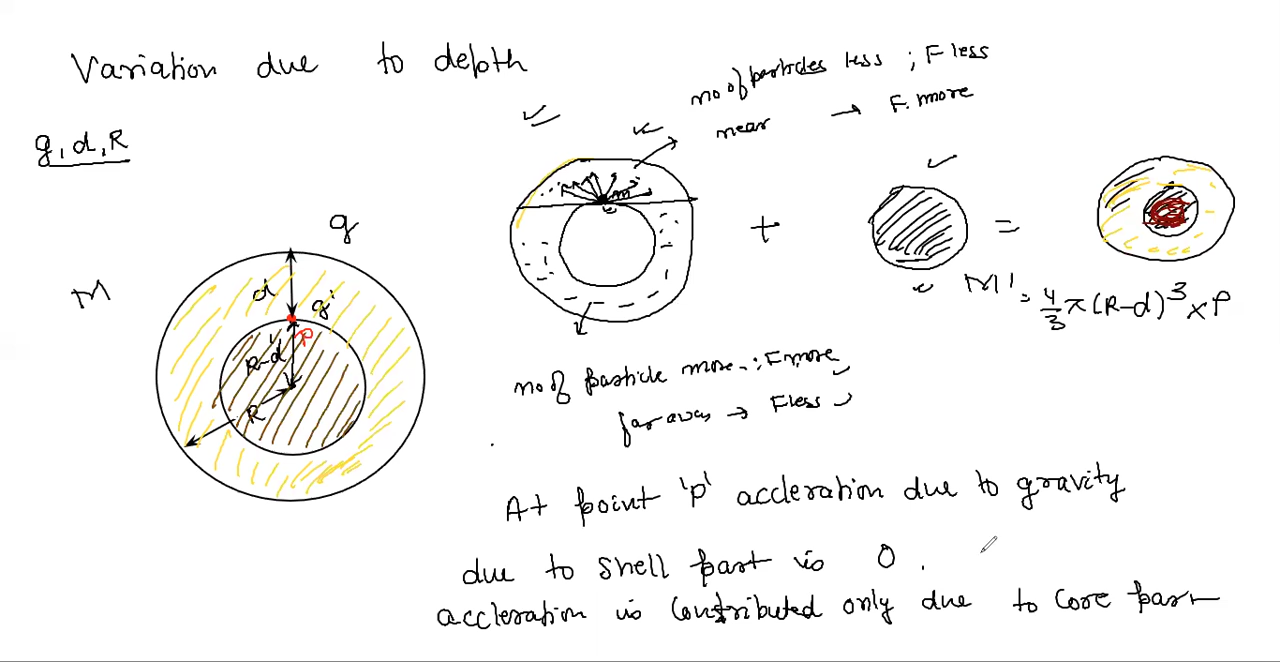 Variation due to depth
no of particles less ; F less
near → F. more
g, d, R
m
g
+
=
M
d
g'
M' = 4/3 π (R-d)³ × ρ
P
R-d
R
no of particle more - ; F more
far away → F less
At point 'p' accleration due to gravity
due to shell part is 0.
accleration is contributed only due to core part